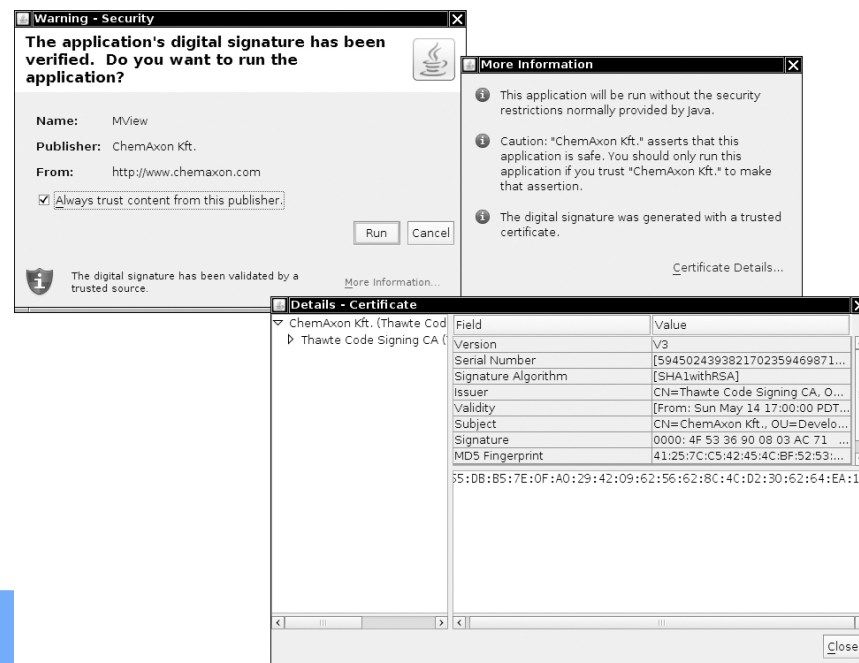 Warning - Security
The application's digital signature has been
verified. Do you want to run the
application?
Name: MView
Publisher: ChemAxon Kft.
From: http://www.chemaxon.com
Always trust content from this publisher.
Run Cancel
The digital signature has been validated by a
trusted source.
More Information...
More Information
This application will be run without the security
restrictions normally provided by Java.
Caution: "ChemAxon Kft." asserts that this
application is safe. You should only run this
application if you trust "ChemAxon Kft." to make
that assertion.
The digital signature was generated with a trusted
certificate.
Certificate Details...
Details - Certificate
ChemAxon Kft. (Thawte Cod
Thawte Code Signing CA (
Field Value
Version V3
Serial Number [5945024393821702359469871...
Signature Algorithm [SHA1withRSA]
Issuer CN=Thawte Code Signing CA, O...
Validity [From: Sun May 14 17:00:00 PDT...
Subject CN=ChemAxon Kft., OU=Develo...
Signature 0000: 4F 53 36 90 08 03 AC 71 ...
MD5 Fingerprint 41:25:7C:C5:42:45:4C:BF:52:53:...
55:DB:B5:7E:0F:A0:29:42:09:62:56:62:8C:4C:D2:30:62:64:EA:1
Close